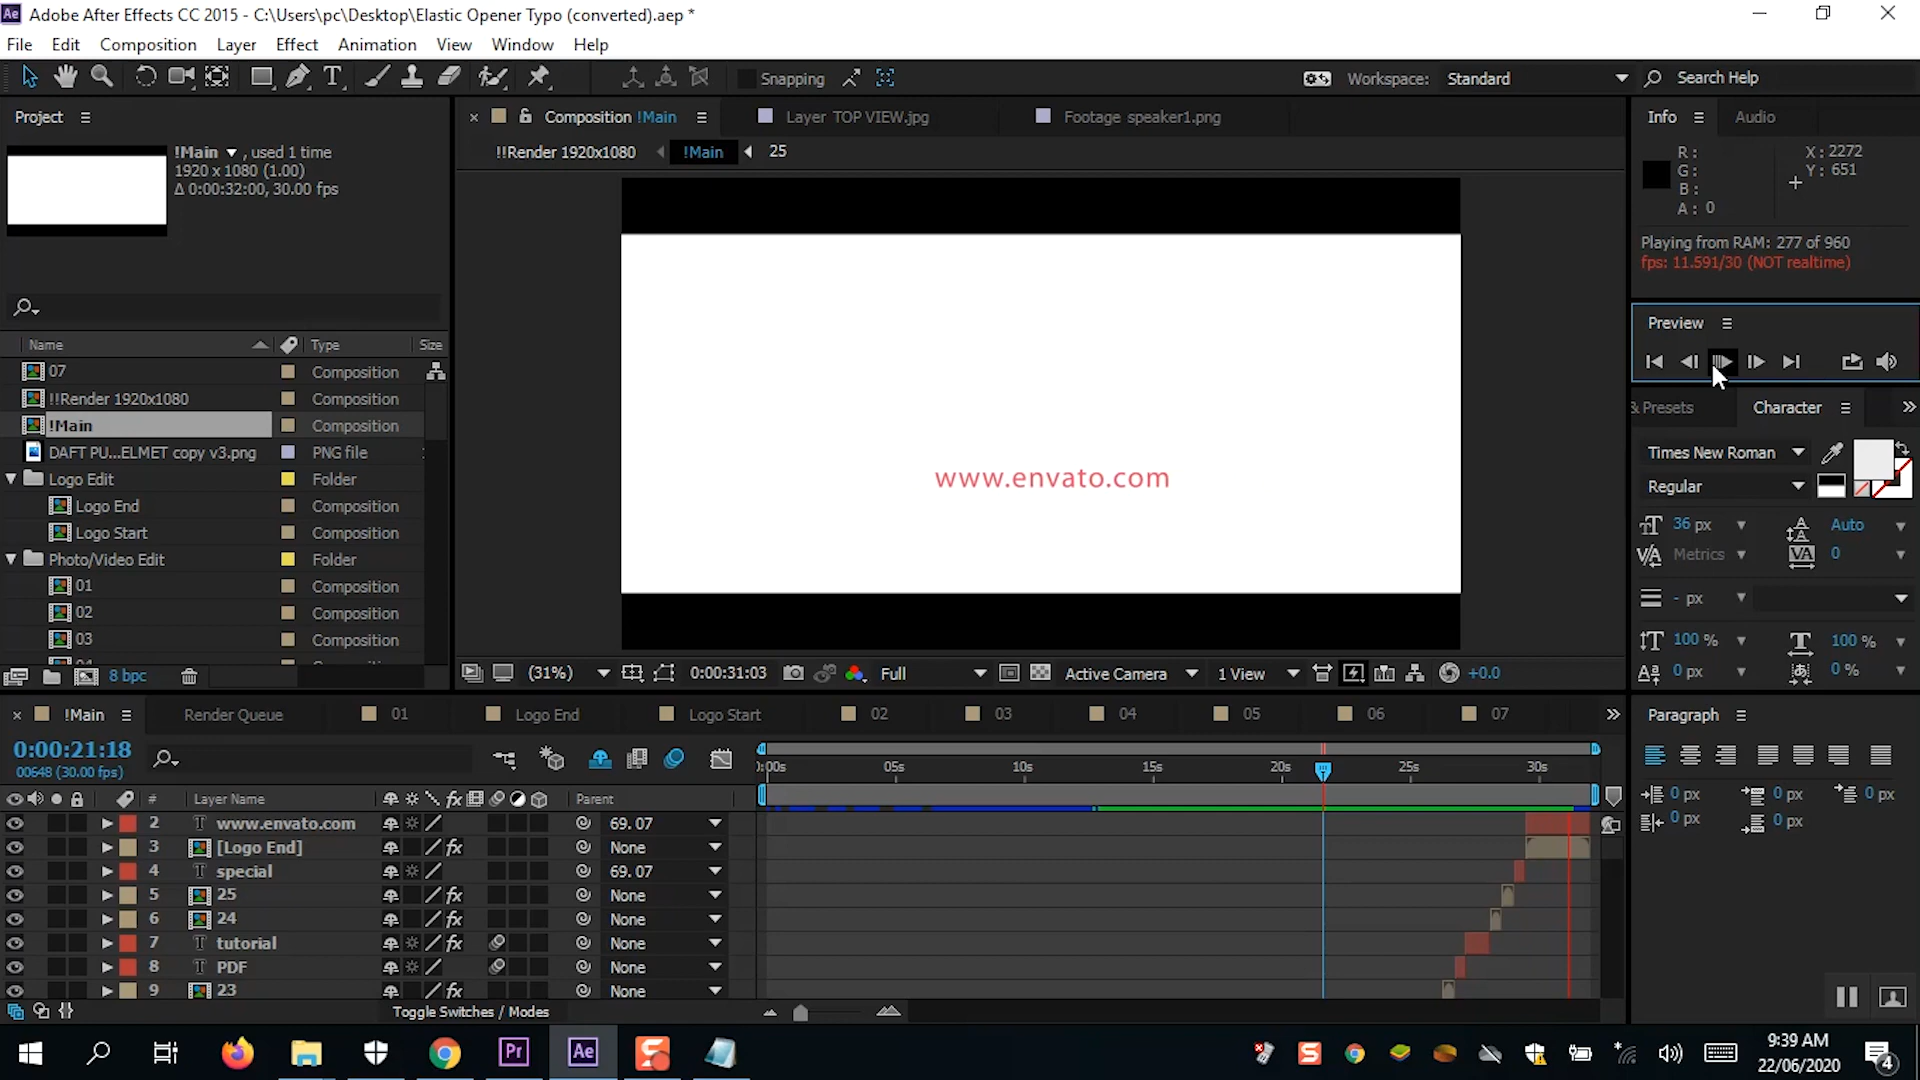 Ae Adobe After Effects CC 2015 - C:\Users\pc\Desktop\Elastic Opener Typo (converted).aep *
File Edit Composition Layer Effect Animation View Window Help
Snapping Workspace: Standard Search Help
Project
!Main , used 1 time
1920 x 1080 (1.00)
Δ 0:00:32:00, 30.00 fps
Name Type Size
07 Composition
!!Render 1920x1080 Composition
!Main Composition
DAFT PU...ELMET copy v3.png PNG file
Logo Edit Folder
Logo End Composition
Logo Start Composition
Photo/Video Edit Folder
01 Composition
02 Composition
03 Composition
8 bpc
Composition !Main Layer TOP VIEW.jpg Footage speaker1.png
!!Render 1920x1080 !Main 25
www.envato.com
(31%) 0:00:31:03 Full Active Camera 1 View +0.0
Info Audio
R: X: 2272
G: Y: 651
B:
A: 0
Playing from RAM: 277 of 960
fps: 11.591/30 (NOT realtime)
Preview
& Presets Character
Times New Roman
Regular
36 px Auto
Metrics 0
- px
100 % 100 %
0 px 0 %
!Main Render Queue 01 Logo End Logo Start 02 03 04 05 06 07
0:00:21:18
00648 (30.00 fps)
):00s 05s 10s 15s 20s 25s 30s
# Layer Name fx Parent
2 T www.envato.com 69. 07
3 [Logo End] fx None
4 T special 69. 07
5 25 fx None
6 24 fx None
7 T tutorial fx None
8 T PDF None
9 23 fx None
Toggle Switches / Modes
Paragraph
0 px 0 px 0 px
0 px 0 px
Pr Ae
9:39 AM
22/06/2020
4